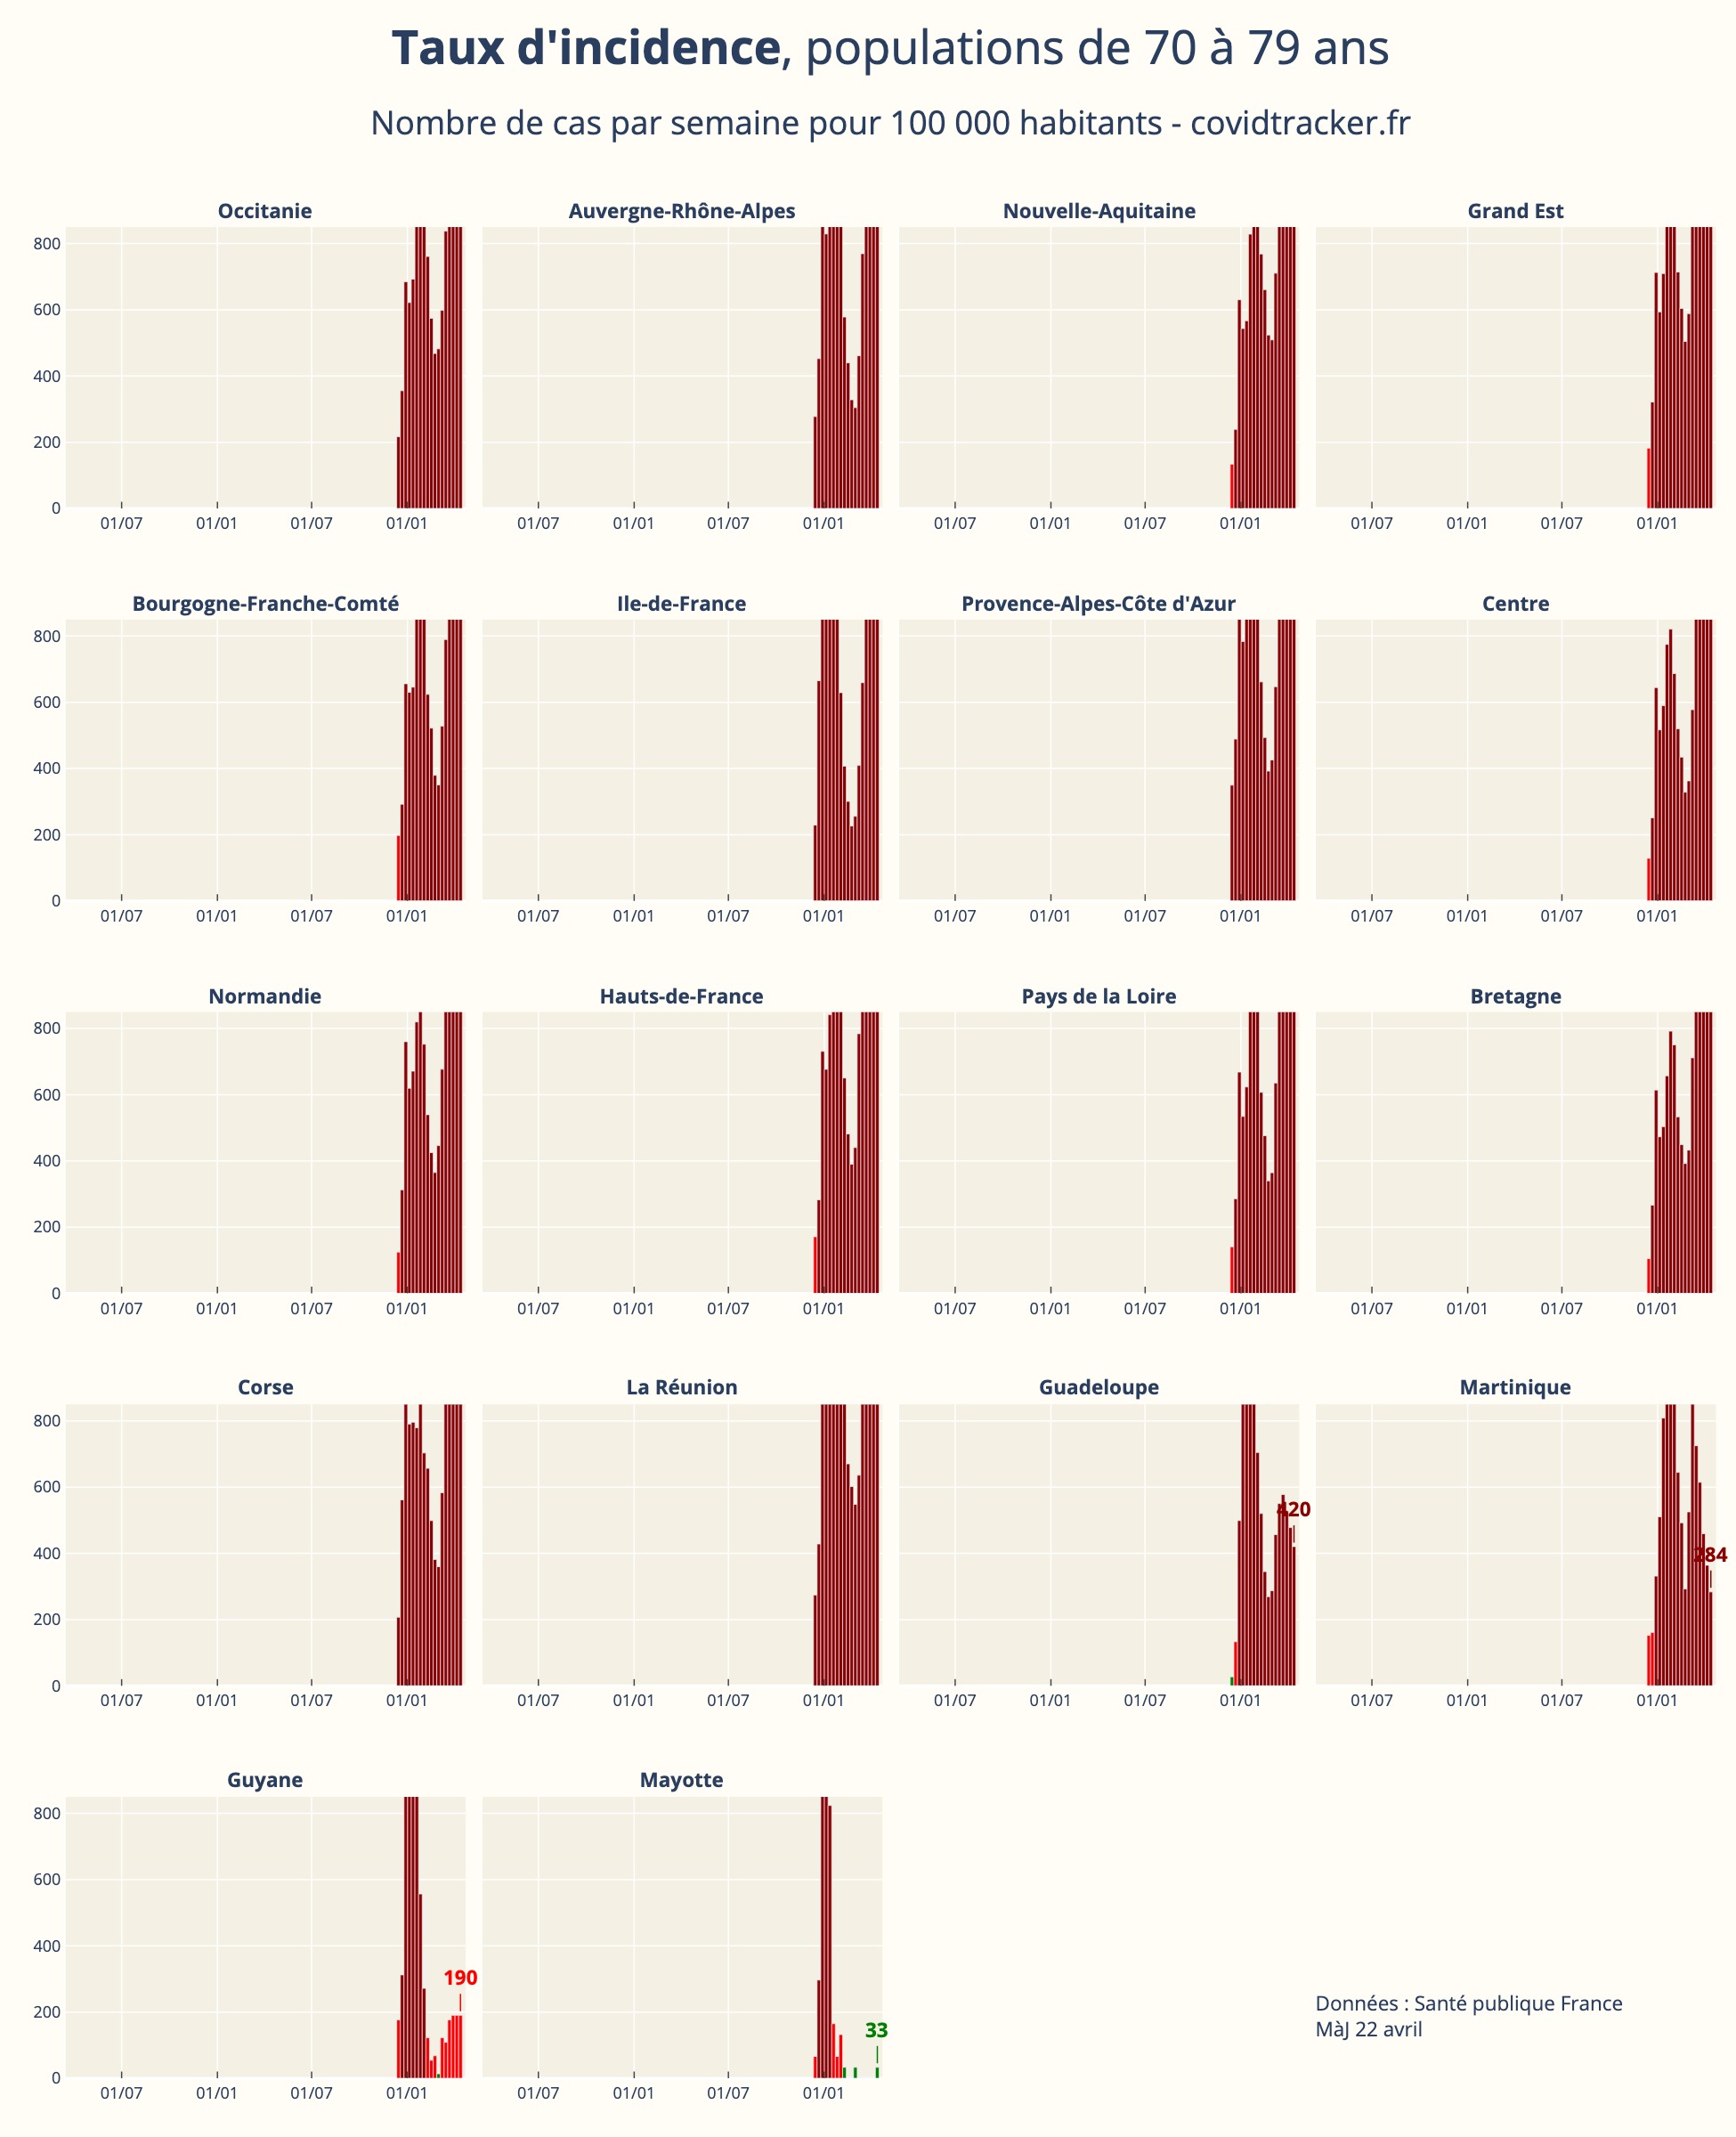 Taux d'incidence, populations de 70 à 79 ans
Nombre de cas par semaine pour 100 000 habitants - covidtracker.fr
Occitanie Auvergne-Rhône-Alpes Nouvelle-Aquitaine Grand Est
800
600
400
200
0
01/07 01/01 01/07 01/01 01/07 01/01 01/07 01/01 01/07 01/01 01/07 01/01 01/07 01/01 01/07 01/01
Bourgogne-Franche-Comté Ile-de-France Provence-Alpes-Côte d'Azur Centre
800
600
400
200
0
01/07 01/01 01/07 01/01 01/07 01/01 01/07 01/01 01/07 01/01 01/07 01/01 01/07 01/01 01/07 01/01
Normandie Hauts-de-France Pays de la Loire Bretagne
800
600
400
200
0
01/07 01/01 01/07 01/01 01/07 01/01 01/07 01/01 01/07 01/01 01/07 01/01 01/07 01/01 01/07 01/01
Corse La Réunion Guadeloupe Martinique
800
600
420
284
400
200
0
01/07 01/01 01/07 01/01 01/07 01/01 01/07 01/01 01/07 01/01 01/07 01/01 01/07 01/01 01/07 01/01
Guyane Mayotte
800
600
400
190
200
33
0
01/07 01/01 01/07 01/01 01/07 01/01 01/07 01/01
Données : Santé publique France
MàJ 22 avril